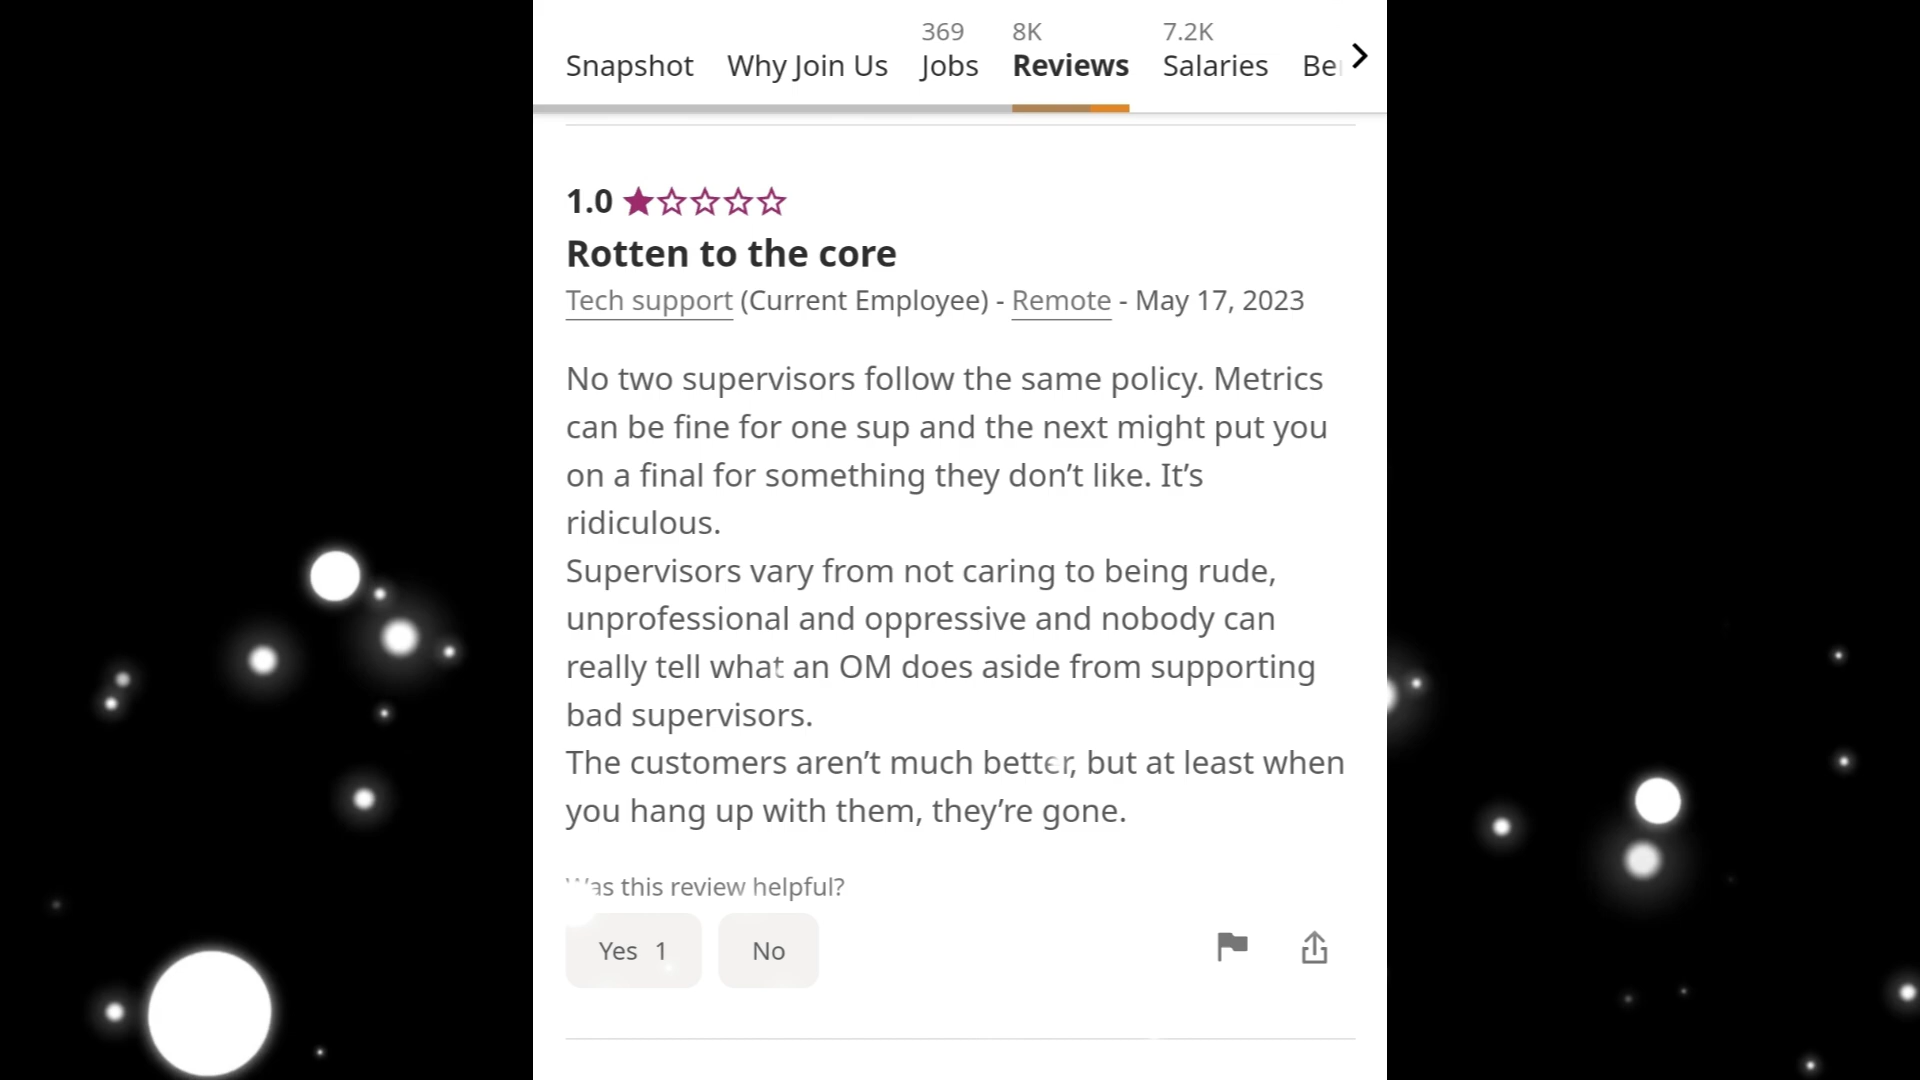 369 8K 7.2K
Snapshot Why Join Us Jobs Reviews Salaries
1.0
Rotten to the core
Tech support (Current Employee) - Remote - May 17, 2023
No two supervisors follow the same policy. Metrics
can be fine for one sup and the next might put you
on a final for something they don’t like. It’s
ridiculous.
Supervisors vary from not caring to being rude,
unprofessional and oppressive and nobody can
really tell what an OM does aside from supporting
bad supervisors.
The customers aren’t much better, but at least when
you hang up with them, they’re gone.
Was this review helpful?
Yes 1 No